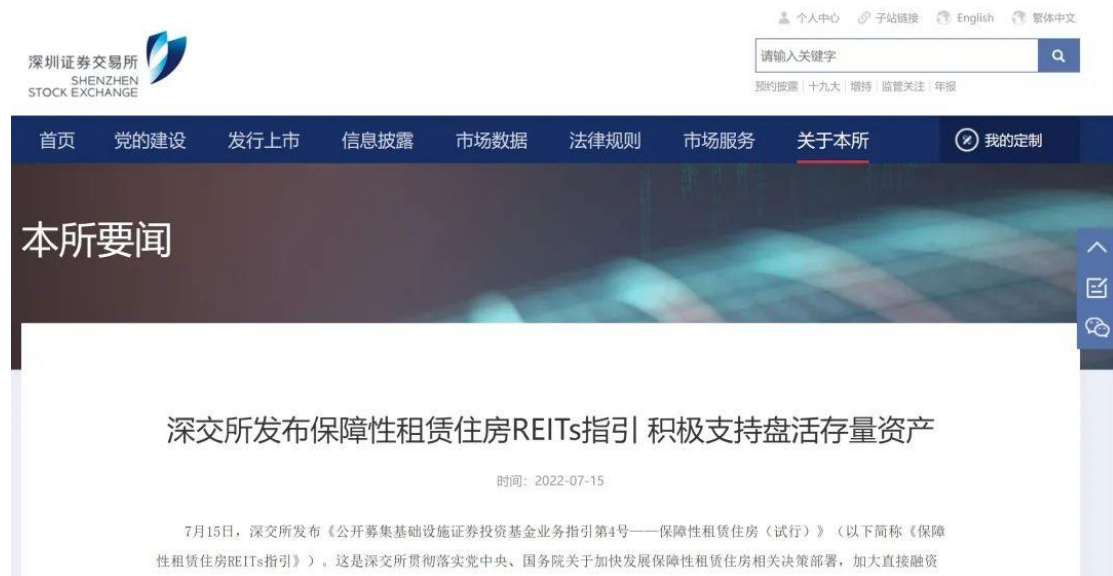 个人中心 子站链接 English 繁体中文
深圳证券交易所
SHENZHEN
STOCK EXCHANGE
请输入关键字
预约披露 | 十九大 | 增持 | 监管关注 | 年报
首页 党的建设 发行上市 信息披露 市场数据 法律规则 市场服务 关于本所 我的定制
本所要闻
深交所发布保障性租赁住房REITs指引 积极支持盘活存量资产
时间：2022-07-15
7月15日，深交所发布《公开募集基础设施证券投资基金业务指引第4号——保障性租赁住房（试行）》（以下简称《保障
性租赁住房REITs指引》）。这是深交所贯彻落实党中央、国务院关于加快发展保障性租赁住房相关决策部署，加大直接融资